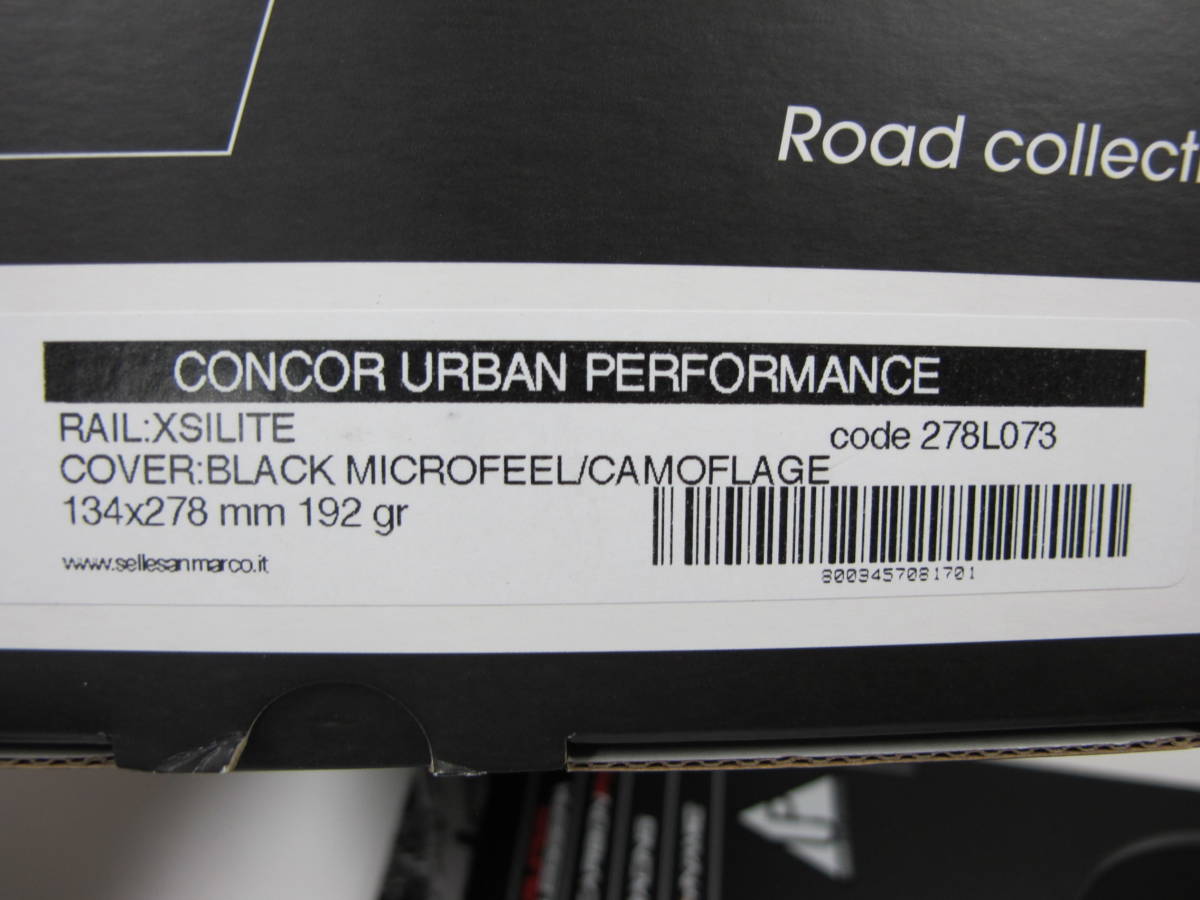 Road collecti
CONCOR URBAN PERFORMANCE
RAIL:XSILITE
code 278L073
COVER:BLACK MICROFEEL/CAMOFLAGE
134x278 mm 192 gr
www.sellesanmarco.it
8003457081701